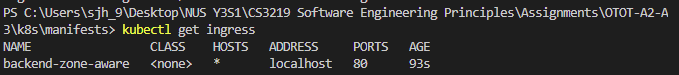 PS C:\Users\sjh_9\Desktop\NUS Y3S1\CS3219 Software Engineering Principles\Assignments\OTOT-A2-A
3\k8s\manifests> kubectl get ingress
NAME CLASS HOSTS ADDRESS PORTS AGE
backend-zone-aware <none> * localhost 80 93s